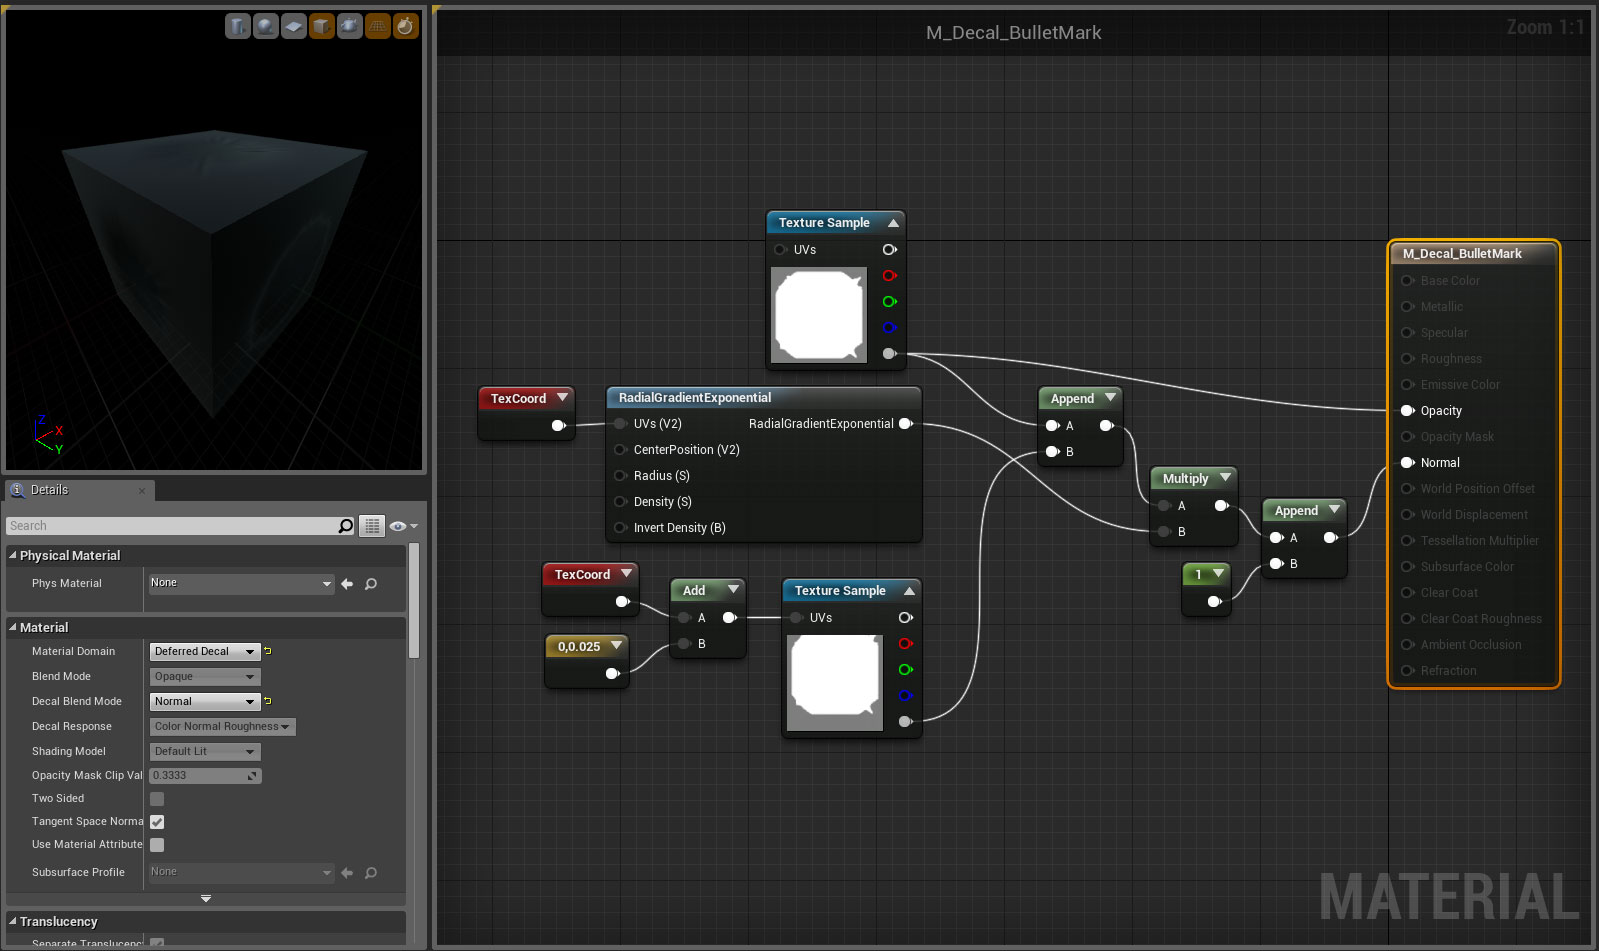 M_Decal_BulletMark
Zoom 1:1
Z
X
Y
Details
Search
Physical Material
Phys Material
None
Material
Material Domain
Deferred Decal
Blend Mode
Opaque
Decal Blend Mode
Normal
Decal Response
Color Normal Roughness
Shading Model
Default Lit
Opacity Mask Clip Val
0.3333
Two Sided
Tangent Space Norma
Use Material Attribute
Subsurface Profile
None
Translucency
Separate Translucenc
Texture Sample
UVs
TexCoord
RadialGradientExponential
UVs (V2)
RadialGradientExponential
CenterPosition (V2)
Radius (S)
Density (S)
Invert Density (B)
TexCoord
0,0.025
Add
A
B
Texture Sample
UVs
Append
A
B
Multiply
A
B
1
Append
A
B
M_Decal_BulletMark
Base Color
Metallic
Specular
Roughness
Emissive Color
Opacity
Opacity Mask
Normal
World Position Offset
World Displacement
Tessellation Multiplier
Subsurface Color
Clear Coat
Clear Coat Roughness
Ambient Occlusion
Refraction
MATERIAL